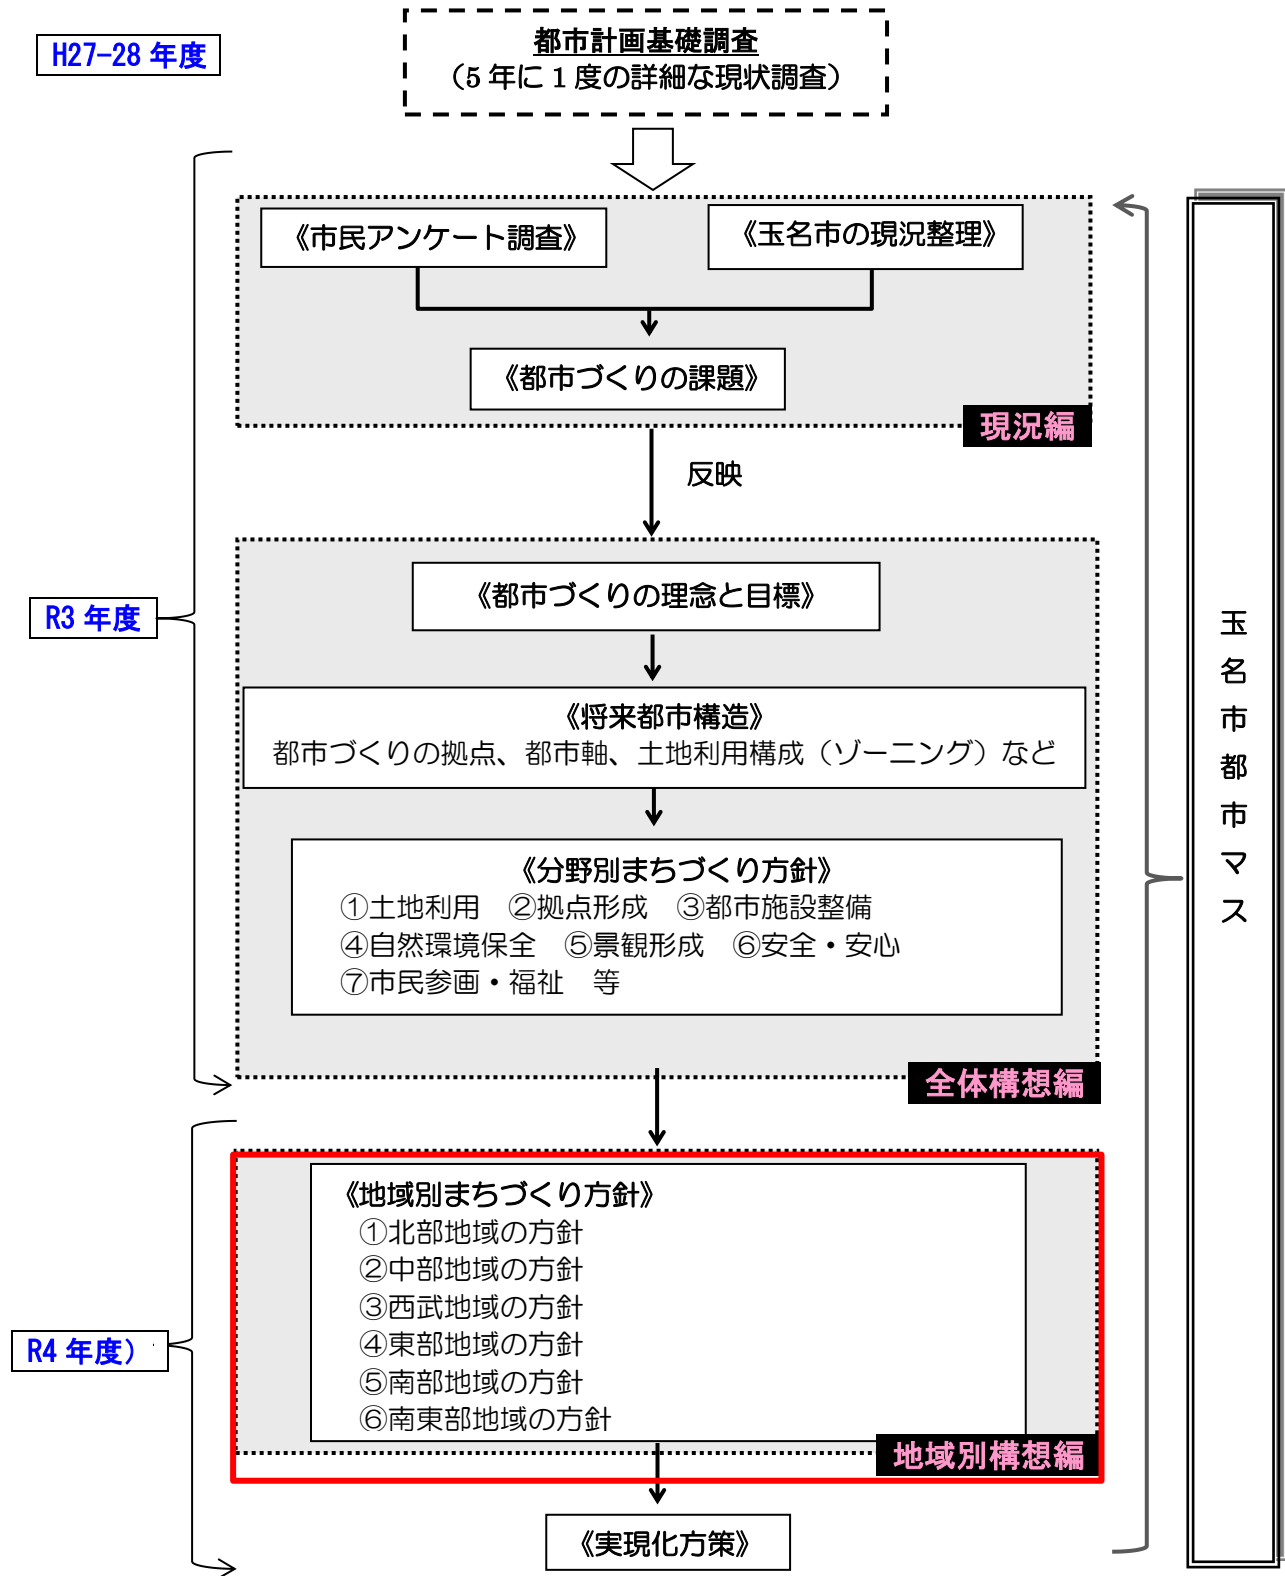 H27-28 年度
都市計画基礎調査
（5 年に 1 度の詳細な現状調査）
《市民アンケート調査》
《玉名市の現況整理》
《都市づくりの課題》
現況編
反映
R3 年度
《都市づくりの理念と目標》
《将来都市構造》
都市づくりの拠点、都市軸、土地利用構成（ゾーニング）など
《分野別まちづくり方針》
①土地利用　②拠点形成　③都市施設整備
④自然環境保全　⑤景観形成　⑥安全・安心
⑦市民参画・福祉　等
全体構想編
R4 年度）
《地域別まちづくり方針》
①北部地域の方針
②中部地域の方針
③西武地域の方針
④東部地域の方針
⑤南部地域の方針
⑥南東部地域の方針
地域別構想編
《実現化方策》
玉名市都市マス